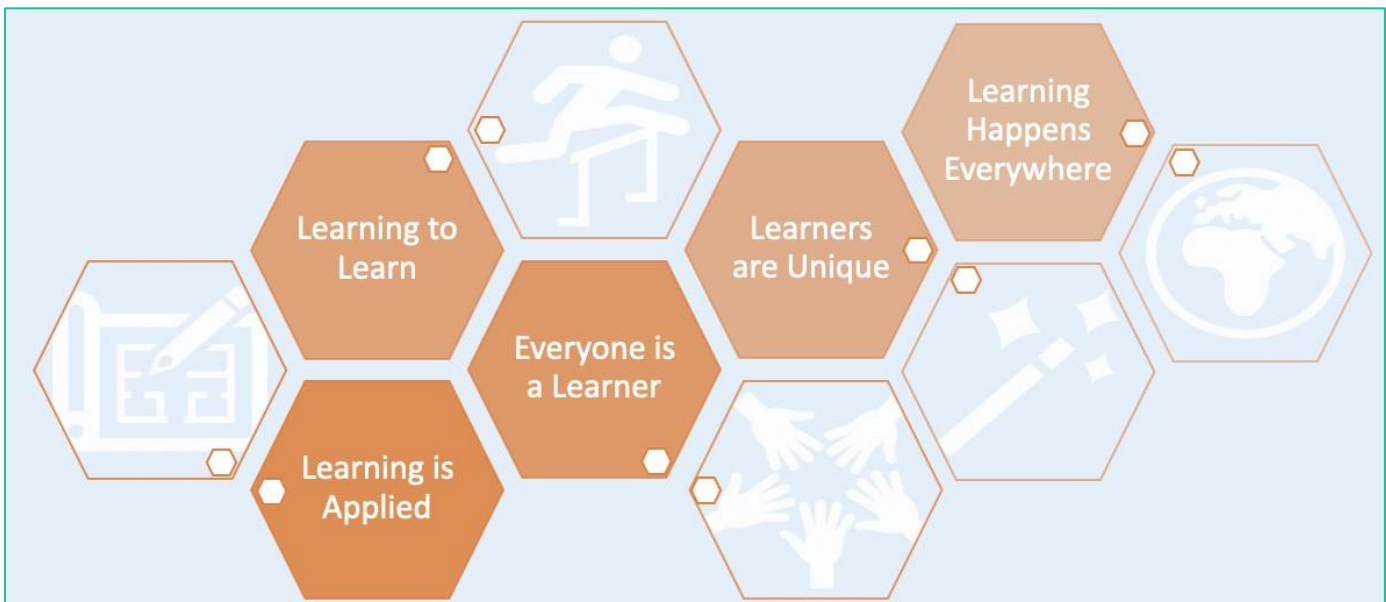 Learning to
Learn
Learning is
Applied
Everyone is
a Learner
Learners
are Unique
Learning
Happens
Everywhere